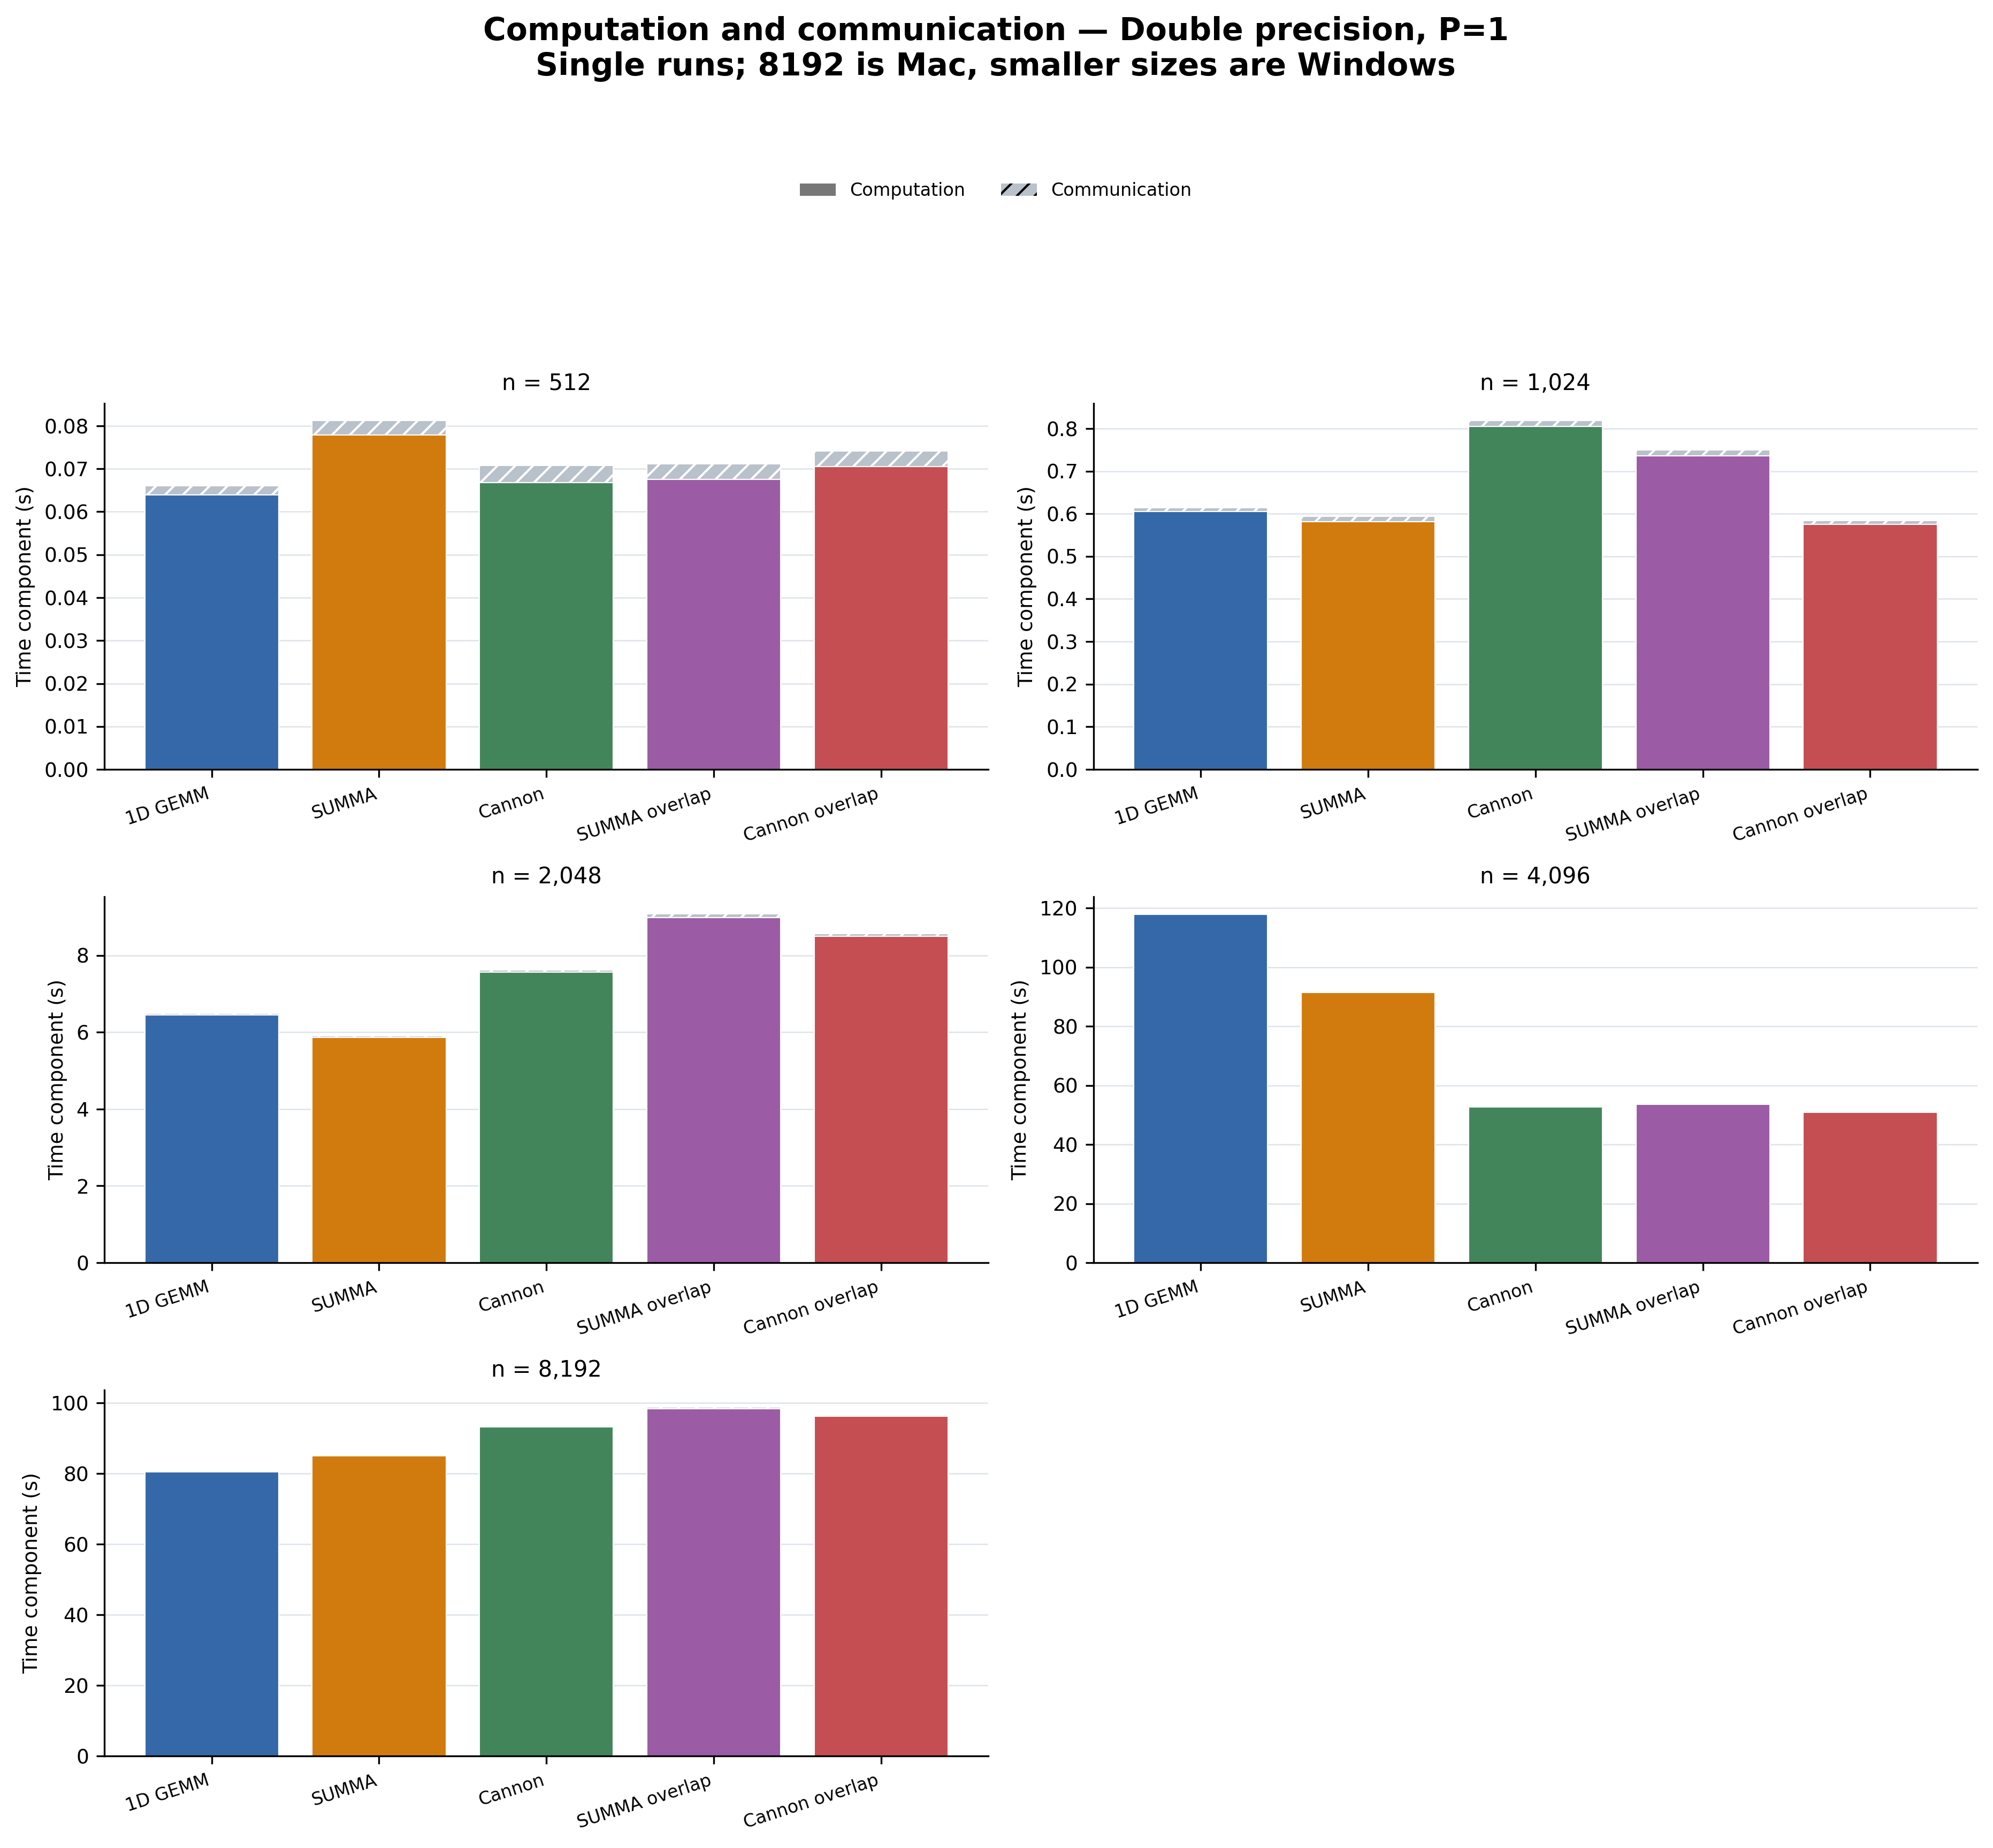 Computation and communication — Double precision, P=1
Single runs; 8192 is Mac, smaller sizes are Windows
Computation
Communication
n = 512
Time component (s)
0.08
0.07
0.06
0.05
0.04
0.03
0.02
0.01
0.00
1D GEMM
SUMMA
Cannon
SUMMA overlap
Cannon overlap
n = 1,024
Time component (s)
0.8
0.7
0.6
0.5
0.4
0.3
0.2
0.1
0.0
1D GEMM
SUMMA
Cannon
SUMMA overlap
Cannon overlap
n = 2,048
Time component (s)
8
6
4
2
0
1D GEMM
SUMMA
Cannon
SUMMA overlap
Cannon overlap
n = 4,096
Time component (s)
120
100
80
60
40
20
0
1D GEMM
SUMMA
Cannon
SUMMA overlap
Cannon overlap
n = 8,192
Time component (s)
100
80
60
40
20
0
1D GEMM
SUMMA
Cannon
SUMMA overlap
Cannon overlap